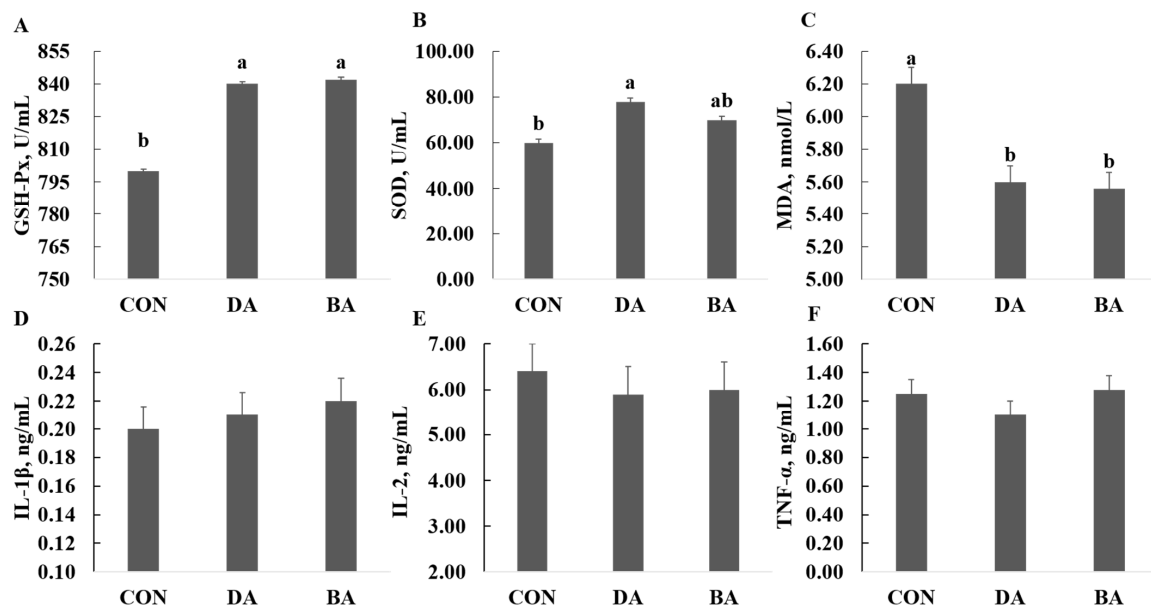 A
GSH-Px, U/mL
855
840
825
810
795
780
765
750
b
a
a
CON
DA
BA
B
SOD, U/mL
100.00
80.00
60.00
40.00
20.00
0.00
b
a
ab
CON
DA
BA
C
MDA, nmol/L
6.40
6.20
6.00
5.80
5.60
5.40
5.20
5.00
a
b
b
CON
DA
BA
D
IL-1β, ng/mL
0.26
0.24
0.22
0.20
0.18
0.16
0.14
0.12
0.10
CON
DA
BA
E
IL-2, ng/mL
7.00
6.00
5.00
4.00
3.00
2.00
CON
DA
BA
F
TNF-α, ng/mL
1.60
1.40
1.20
1.00
0.80
0.60
0.40
0.20
0.00
CON
DA
BA